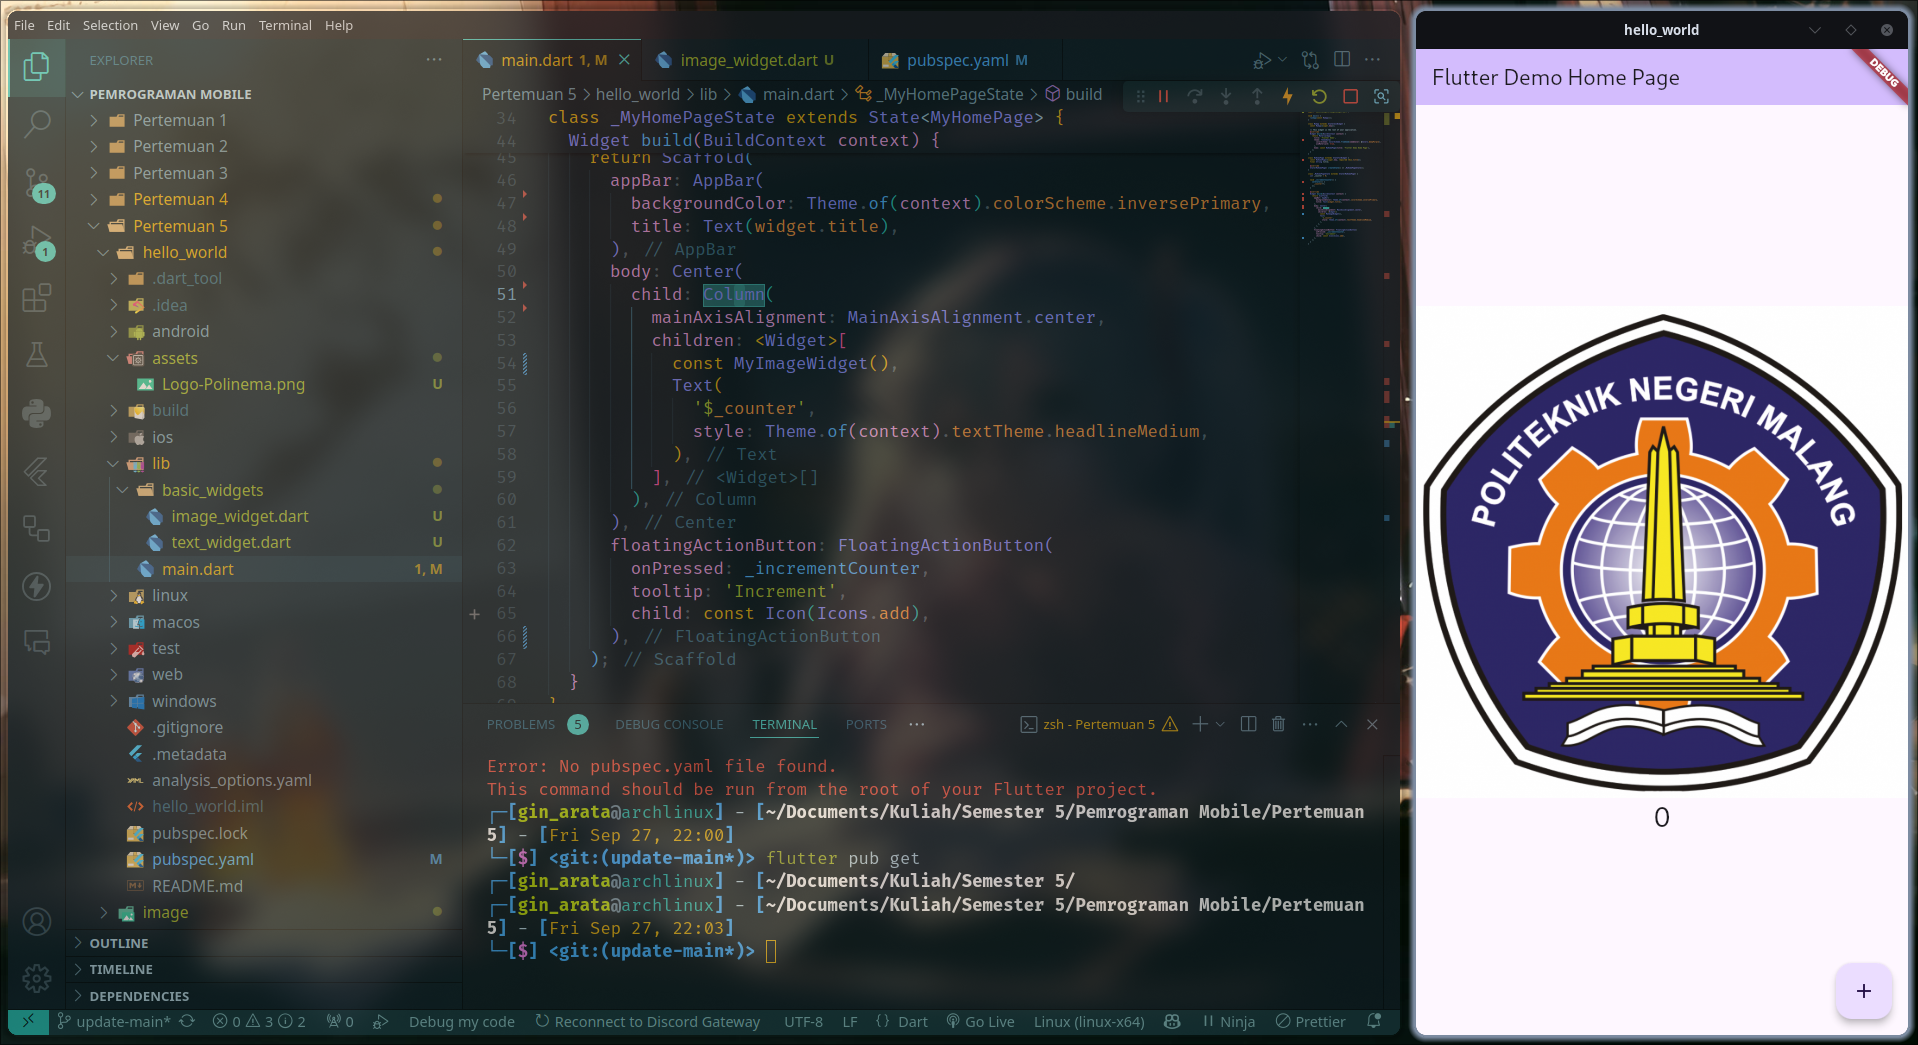 File Edit Selection View Go Run Terminal Help
EXPLORER
PEMROGRAMAN MOBILE
Pertemuan 1
Pertemuan 2
Pertemuan 3
Pertemuan 4
Pertemuan 5
hello_world
.dart_tool
.idea
android
assets
Logo-Polinema.png U
build
ios
lib
basic_widgets
image_widget.dart U
text_widget.dart U
main.dart 1, M
linux
macos
test
web
windows
.gitignore
.metadata
analysis_options.yaml
hello_world.iml
pubspec.lock
pubspec.yaml M
README.md
image
OUTLINE
TIMELINE
DEPENDENCIES
11
1
main.dart 1, M
image_widget.dart U
pubspec.yaml M
Pertemuan 5 > hello_world > lib > main.dart > _MyHomePageState > build
34 class _MyHomePageState extends State<MyHomePage> {
44 Widget build(BuildContext context) {
45 return Scaffold(
46 appBar: AppBar(
47 backgroundColor: Theme.of(context).colorScheme.inversePrimary,
48 title: Text(widget.title),
49 ), // AppBar
50 body: Center(
51 child: Column(
52 mainAxisAlignment: MainAxisAlignment.center,
53 children: <Widget>[
54 const MyImageWidget(),
55 Text(
56 '$_counter',
57 style: Theme.of(context).textTheme.headlineMedium,
58 ), // Text
59 ], // <Widget>[]
60 ), // Column
61 ), // Center
62 floatingActionButton: FloatingActionButton(
63 onPressed: _incrementCounter,
64 tooltip: 'Increment',
65 child: const Icon(Icons.add),
66 ), // FloatingActionButton
67 ); // Scaffold
68 }
PROBLEMS 5 DEBUG CONSOLE TERMINAL PORTS
zsh - Pertemuan 5
Error: No pubspec.yaml file found.
This command should be run from the root of your Flutter project.
┌─[gin_arata@archlinux] - [~/Documents/Kuliah/Semester 5/Pemrograman Mobile/Pertemuan
5] - [Fri Sep 27, 22:00]
└─[$] <git:(update-main*)> flutter pub get
┌─[gin_arata@archlinux] - [~/Documents/Kuliah/Semester 5/
┌─[gin_arata@archlinux] - [~/Documents/Kuliah/Semester 5/Pemrograman Mobile/Pertemuan
5] - [Fri Sep 27, 22:03]
└─[$] <git:(update-main*)>
update-main* 0 3 2 0 Debug my code Reconnect to Discord Gateway UTF-8 LF {} Dart Go Live Linux (linux-x64) Ninja Prettier
hello_world
Flutter Demo Home Page
DEBUG
POLITEKNIK NEGERI MALANG
0
+